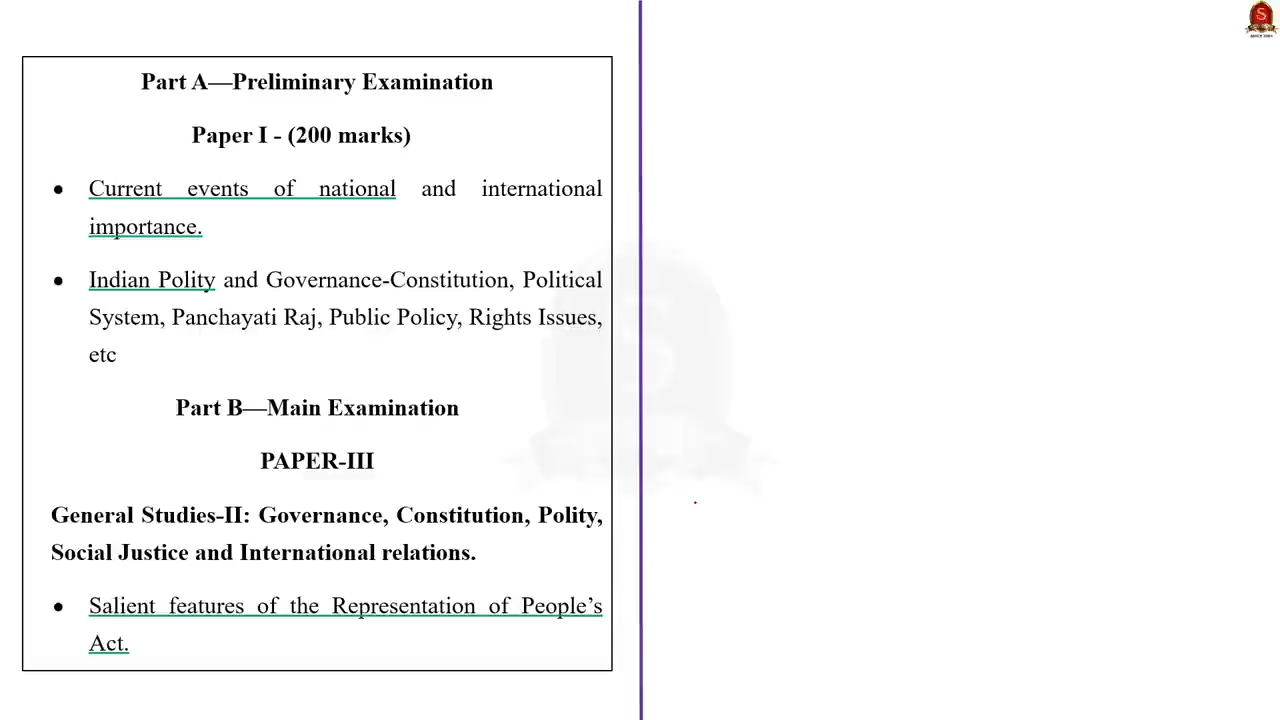 Part A—Preliminary Examination
Paper I - (200 marks)
● Current events of national and international
importance.
● Indian Polity and Governance-Constitution, Political
System, Panchayati Raj, Public Policy, Rights Issues,
etc
Part B—Main Examination
PAPER-III
General Studies-II: Governance, Constitution, Polity,
Social Justice and International relations.
● Salient features of the Representation of People’s
Act.